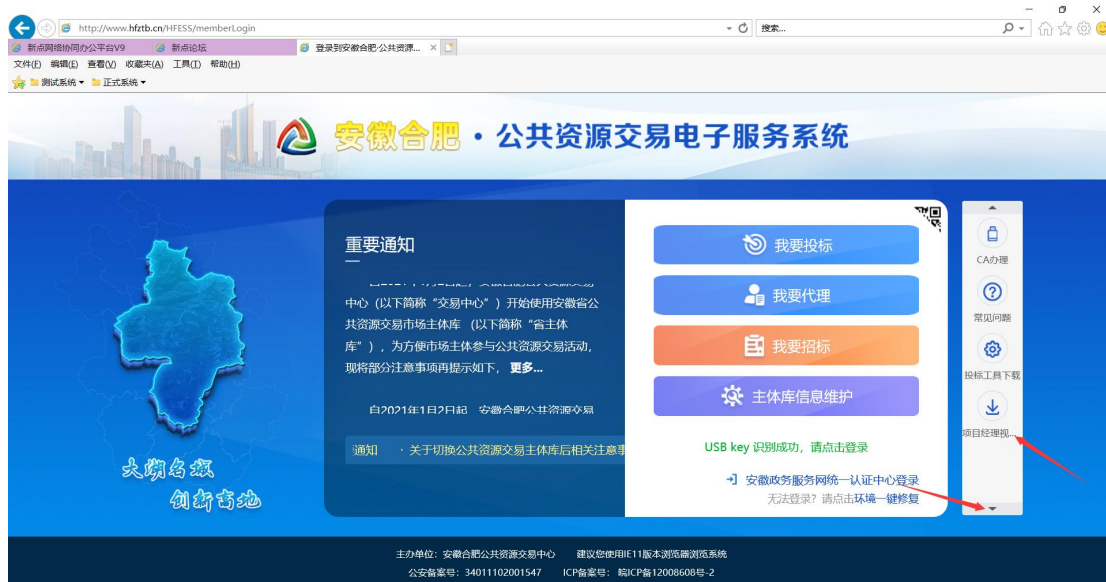 http://www.hfztb.cn/HFESS/memberLogin
搜索...
新点网络协同办公平台V9
新点论坛
登录到安徽合肥·公共资源...
文件(F) 编辑(E) 查看(V) 收藏夹(A) 工具(T) 帮助(H)
测试系统
正式系统
安徽合肥·公共资源交易电子服务系统
重要通知
中心（以下简称“交易中心”）开始使用安徽省公
共资源交易市场主体库 （以下简称“省主体
库”），为方便市场主体参与公共资源交易活动，
现将部分注意事项再提示如下， 更多...
自2021年1月2日起 安徽合肥公共资源交易
通知 · 关于切换公共资源交易主体库后相关注意事
我要投标
我要代理
我要招标
主体库信息维护
USB key 识别成功，请点击登录
安徽政务服务网统一认证中心登录
无法登录？请点击环境一键修复
CA办理
常见问题
投标工具下载
项目经理视...
大湖名城
创新高地
主办单位：安徽合肥公共资源交易中心 建议您使用IE11版本浏览器浏览系统
公安备案号：34011102001547 ICP备案号： 皖ICP备12008608号-2